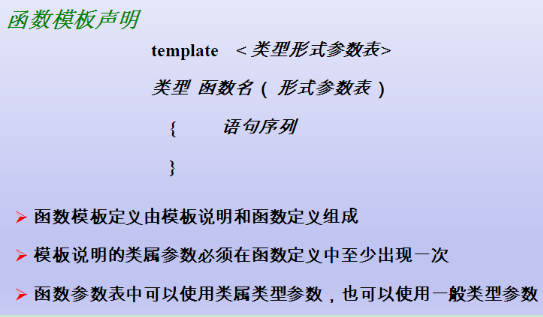 函数模板声明
template <类型形式参数表>
类型 函数名( 形式参数表 )
{ 语句序列
}
函数模板定义由模板说明和函数定义组成
模板说明的类属参数必须在函数定义中至少出现一次
函数参数表中可以使用类属类型参数，也可以使用一般类型参数